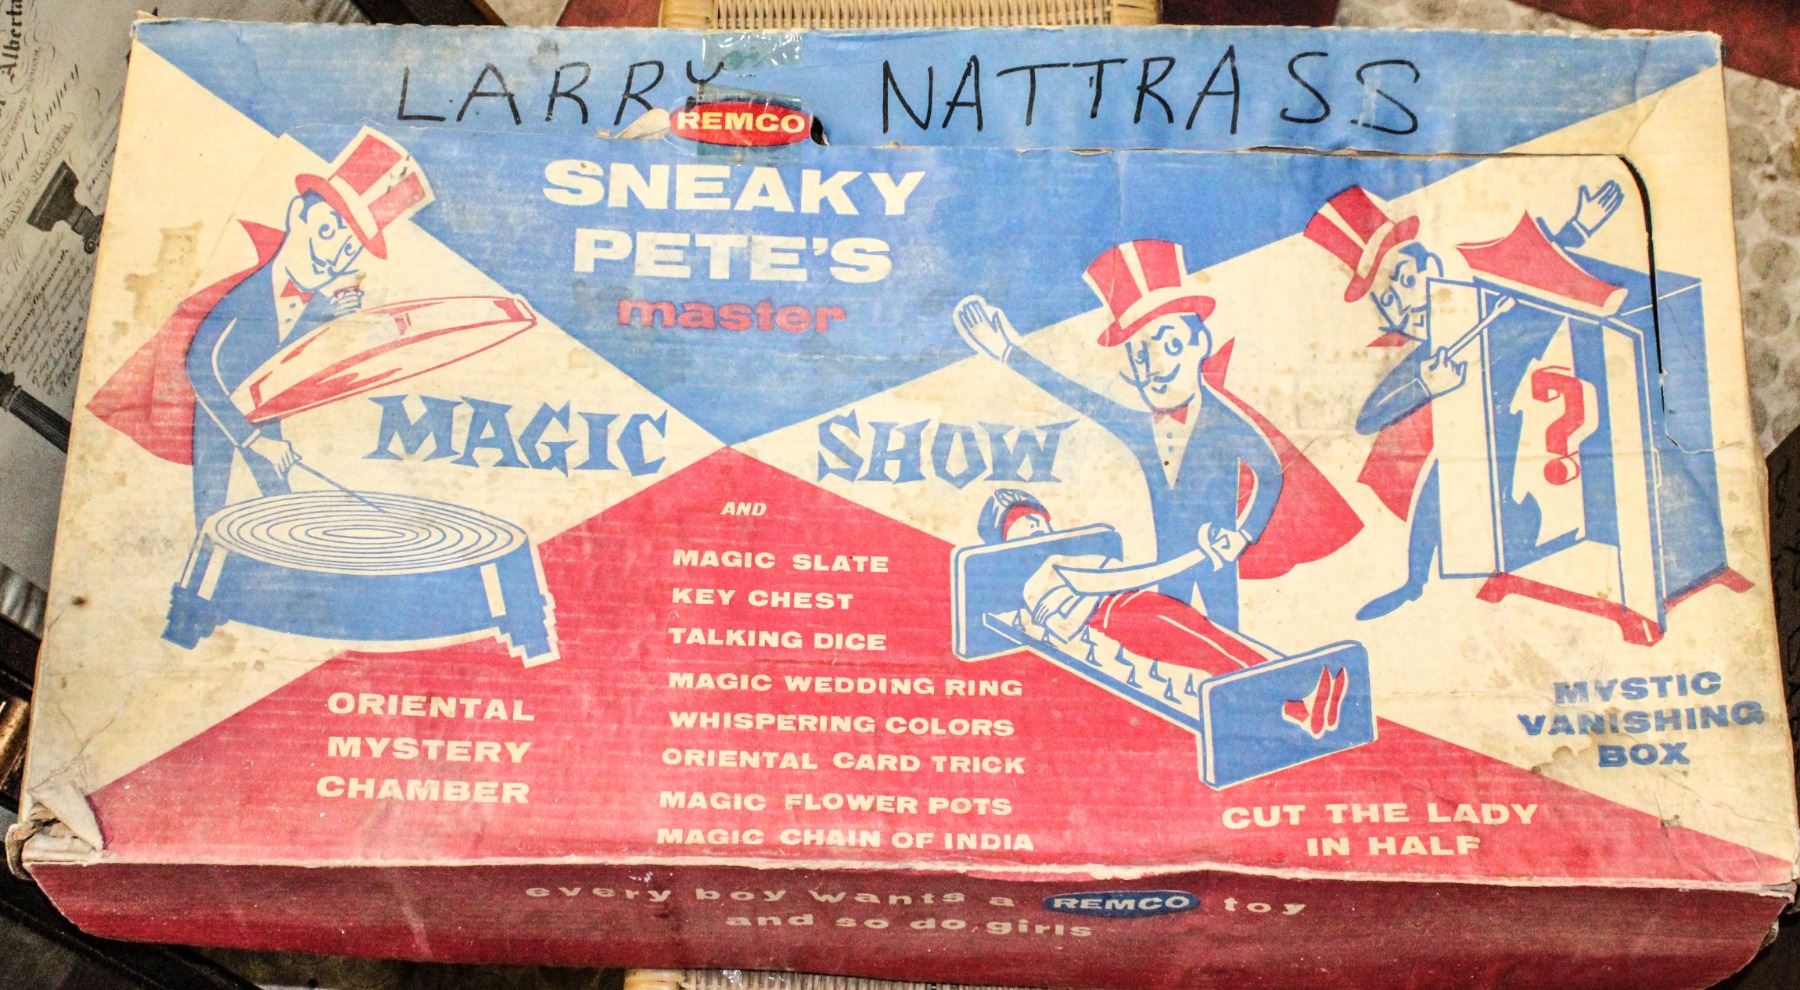 LARRY NATTRASS
REMCO
SNEAKY
PETE'S
master
MAGIC SHOW
AND
MAGIC SLATE
KEY CHEST
TALKING DICE
MAGIC WEDDING RING
WHISPERING COLORS
ORIENTAL CARD TRICK
MAGIC FLOWER POTS
MAGIC CHAIN OF INDIA
ORIENTAL
MYSTERY
CHAMBER
CUT THE LADY
IN HALF
MYSTIC
VANISHING
BOX
?
every boy wants a REMCO toy
and so do girls
Alberta